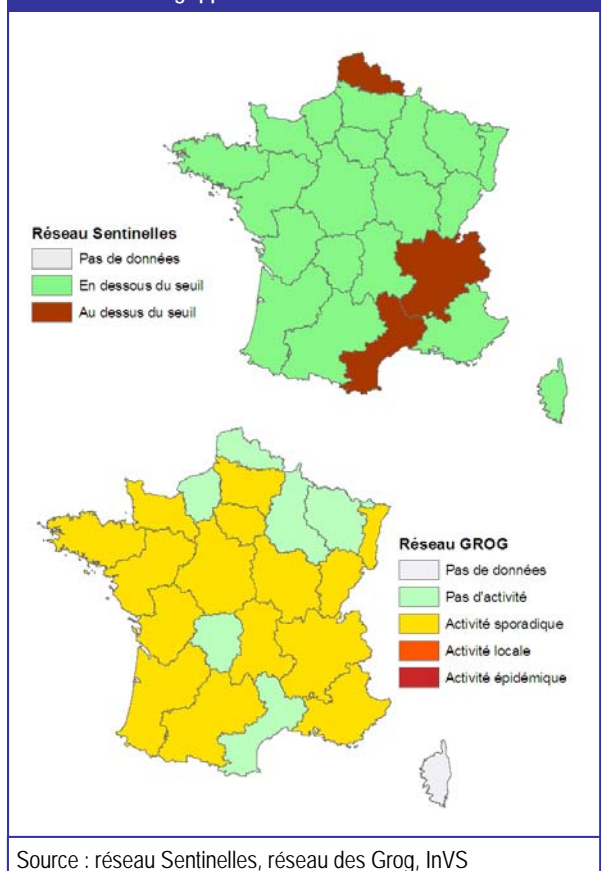 Réseau Sentinelles
Pas de données
En dessous du seuil
Au dessus du seuil
Réseau GROG
Pas de données
Pas d'activité
Activité sporadique
Activité locale
Activité épidémique
Source : réseau Sentinelles, réseau des Grog, InVS